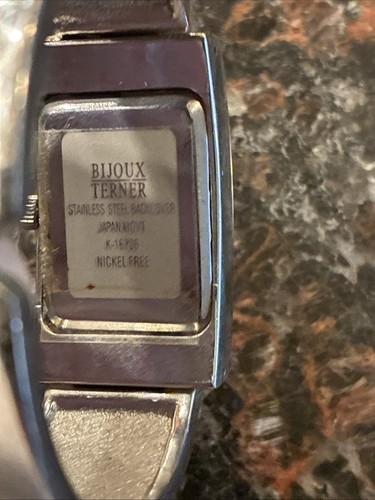 BIJOUX
TERNER
STAINLESS STEEL BACKCOVER
JAPAN MOVT
K-16706
NICKEL FREE